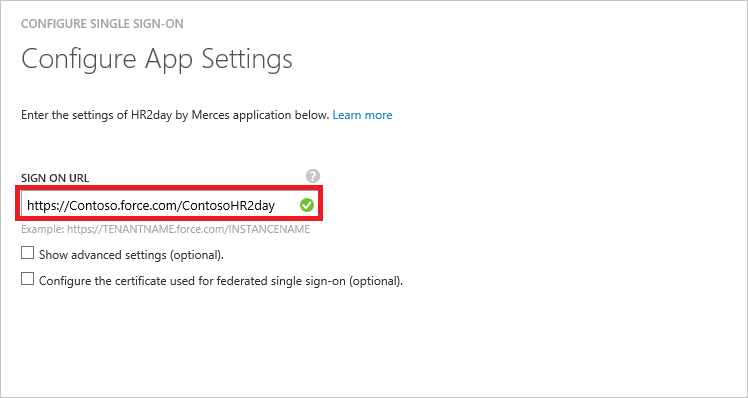 CONFIGURE SINGLE SIGN-ON
Configure App Settings
Enter the settings of HR2day by Merces application below. Learn more
SIGN ON URL ?
https://Contoso.force.com/ContosoHR2day
Example: https://TENANTNAME.force.com/INSTANCENAME
Show advanced settings (optional).
Configure the certificate used for federated single sign-on (optional).